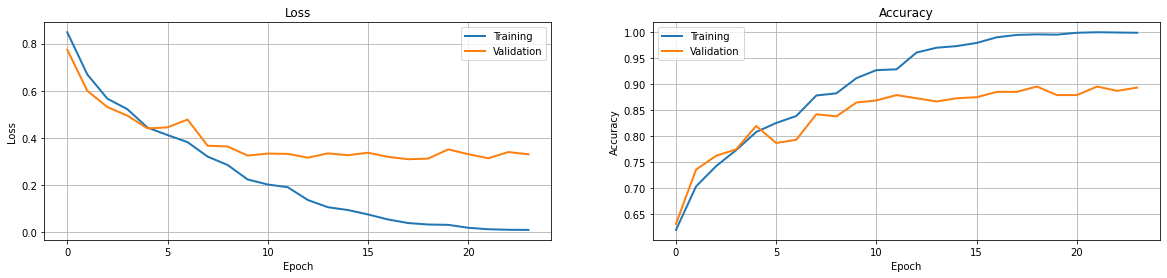 Loss
Training
Validation
0.8
0.6
0.4
0.2
0.0
Loss
0 5 10 15 20
Epoch
Accuracy
Training
Validation
1.00
0.95
0.90
0.85
0.80
0.75
0.70
0.65
Accuracy
0 5 10 15 20
Epoch